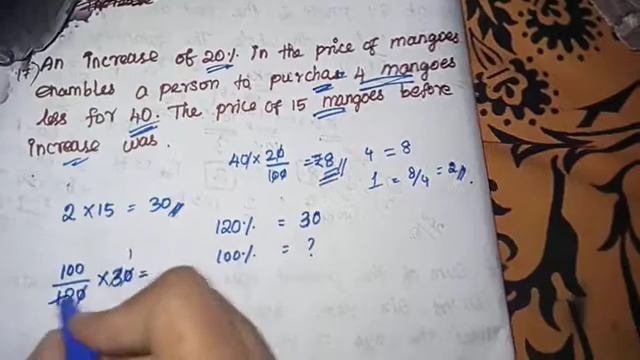 17) An increase of 20% in the price of mangoes
enambles a person to purchase 4 mangoes
less for 40. The price of 15 mangoes before
increase was.
40 × 20/100 = 8
4 = 8
1 = 8/4 = 2
2 × 15 = 30
120% = 30
100% = ?
100/120 × 30 =
1